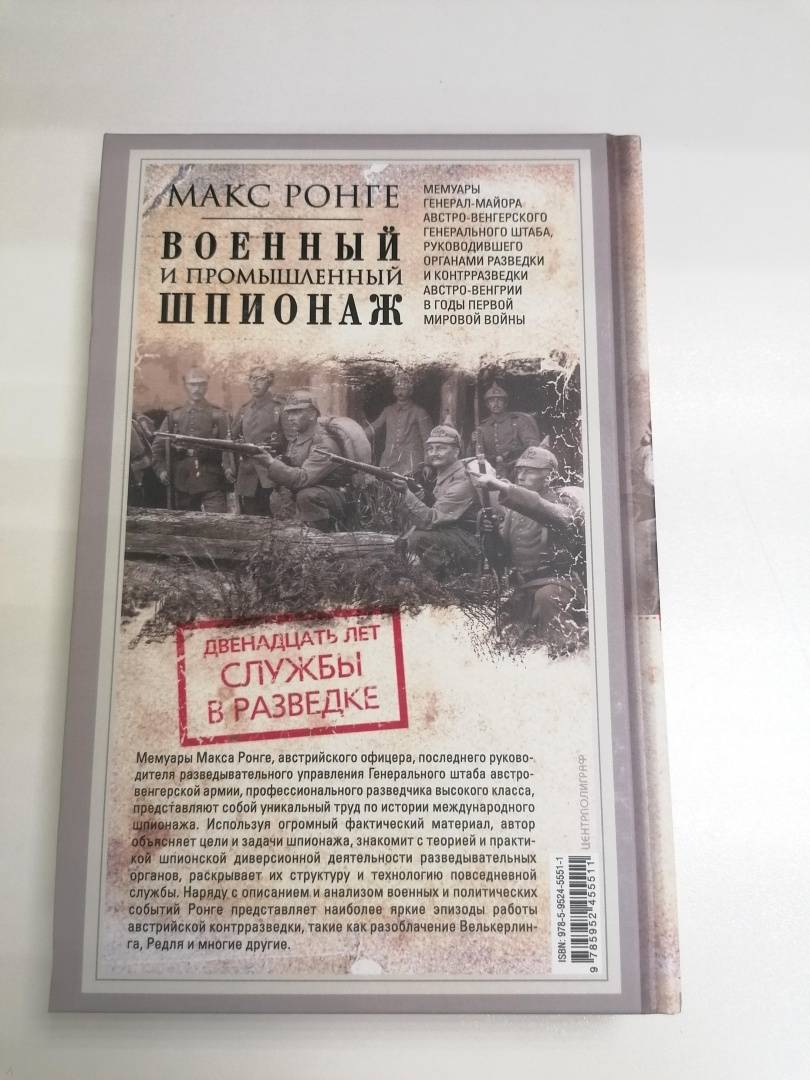 МАКС РОНГЕ
ВОЕННЫЙ
И ПРОМЫШЛЕННЫЙ
ШПИОНАЖ
МЕМУАРЫ
ГЕНЕРАЛ-МАЙОРА
АВСТРО-ВЕНГЕРСКОГО
ГЕНЕРАЛЬНОГО ШТАБА,
РУКОВОДИВШЕГО
ОРГАНАМИ РАЗВЕДКИ
И КОНТРРАЗВЕДКИ
АВСТРО-ВЕНГРИИ
В ГОДЫ ПЕРВОЙ
МИРОВОЙ ВОЙНЫ
ДВЕНАДЦАТЬ ЛЕТ
СЛУЖБЫ
В РАЗВЕДКЕ
Мемуары Макса Ронге, австрийского офицера, последнего руково-
дителя разведывательного управления Генерального штаба австро-
венгерской армии, профессионального разведчика высокого класса,
представляют собой уникальный труд по истории международного
шпионажа. Используя огромный фактический материал, автор
объясняет цели и задачи шпионажа, знакомит с теорией и практи-
кой шпионской диверсионной деятельности разведывательных
органов, раскрывает их структуру и технологию повседневной
службы. Наряду с описанием и анализом военных и политических
событий Ронге представляет наиболее яркие эпизоды работы
австрийской контрразведки, такие как разоблачение Велькерлин-
га, Редля и многие другие.
ЦЕНТРПОЛИГРАФ
ISBN: 978-5-9524-5551-1
9 785952 455511